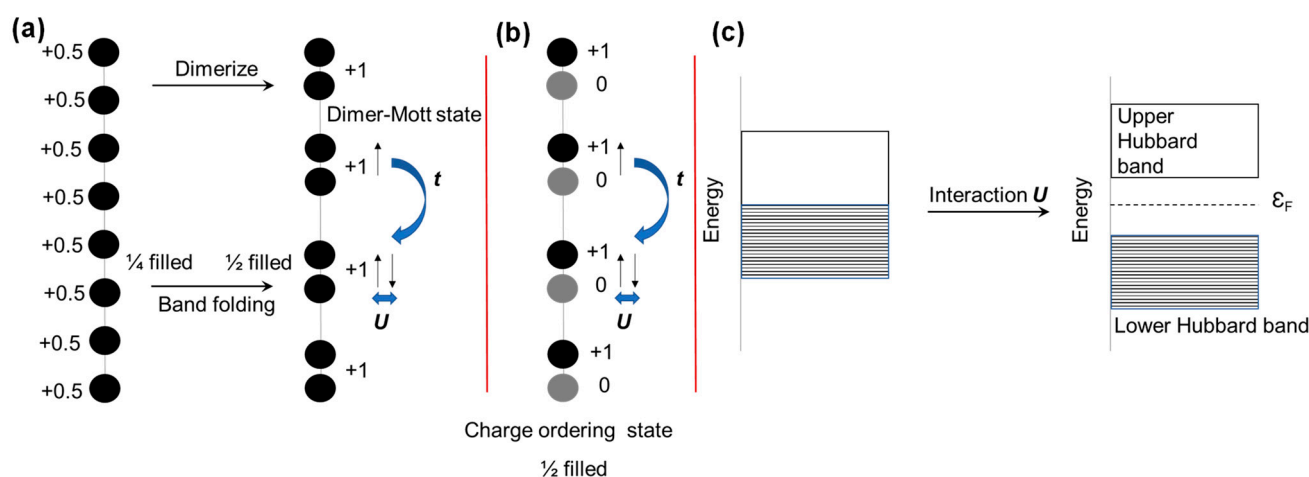 (a)
+0.5
+0.5
+0.5
+0.5
+0.5
+0.5
+0.5
+0.5
Dimerize
¼ filled
½ filled
Band folding
+1
Dimer-Mott state
+1
t
+1
U
+1
(b)
+1
0
+1
0
t
+1
0
U
+1
0
Charge ordering state
½ filled
(c)
Energy
Interaction U
Energy
Upper
Hubbard
band
εF
Lower Hubbard band